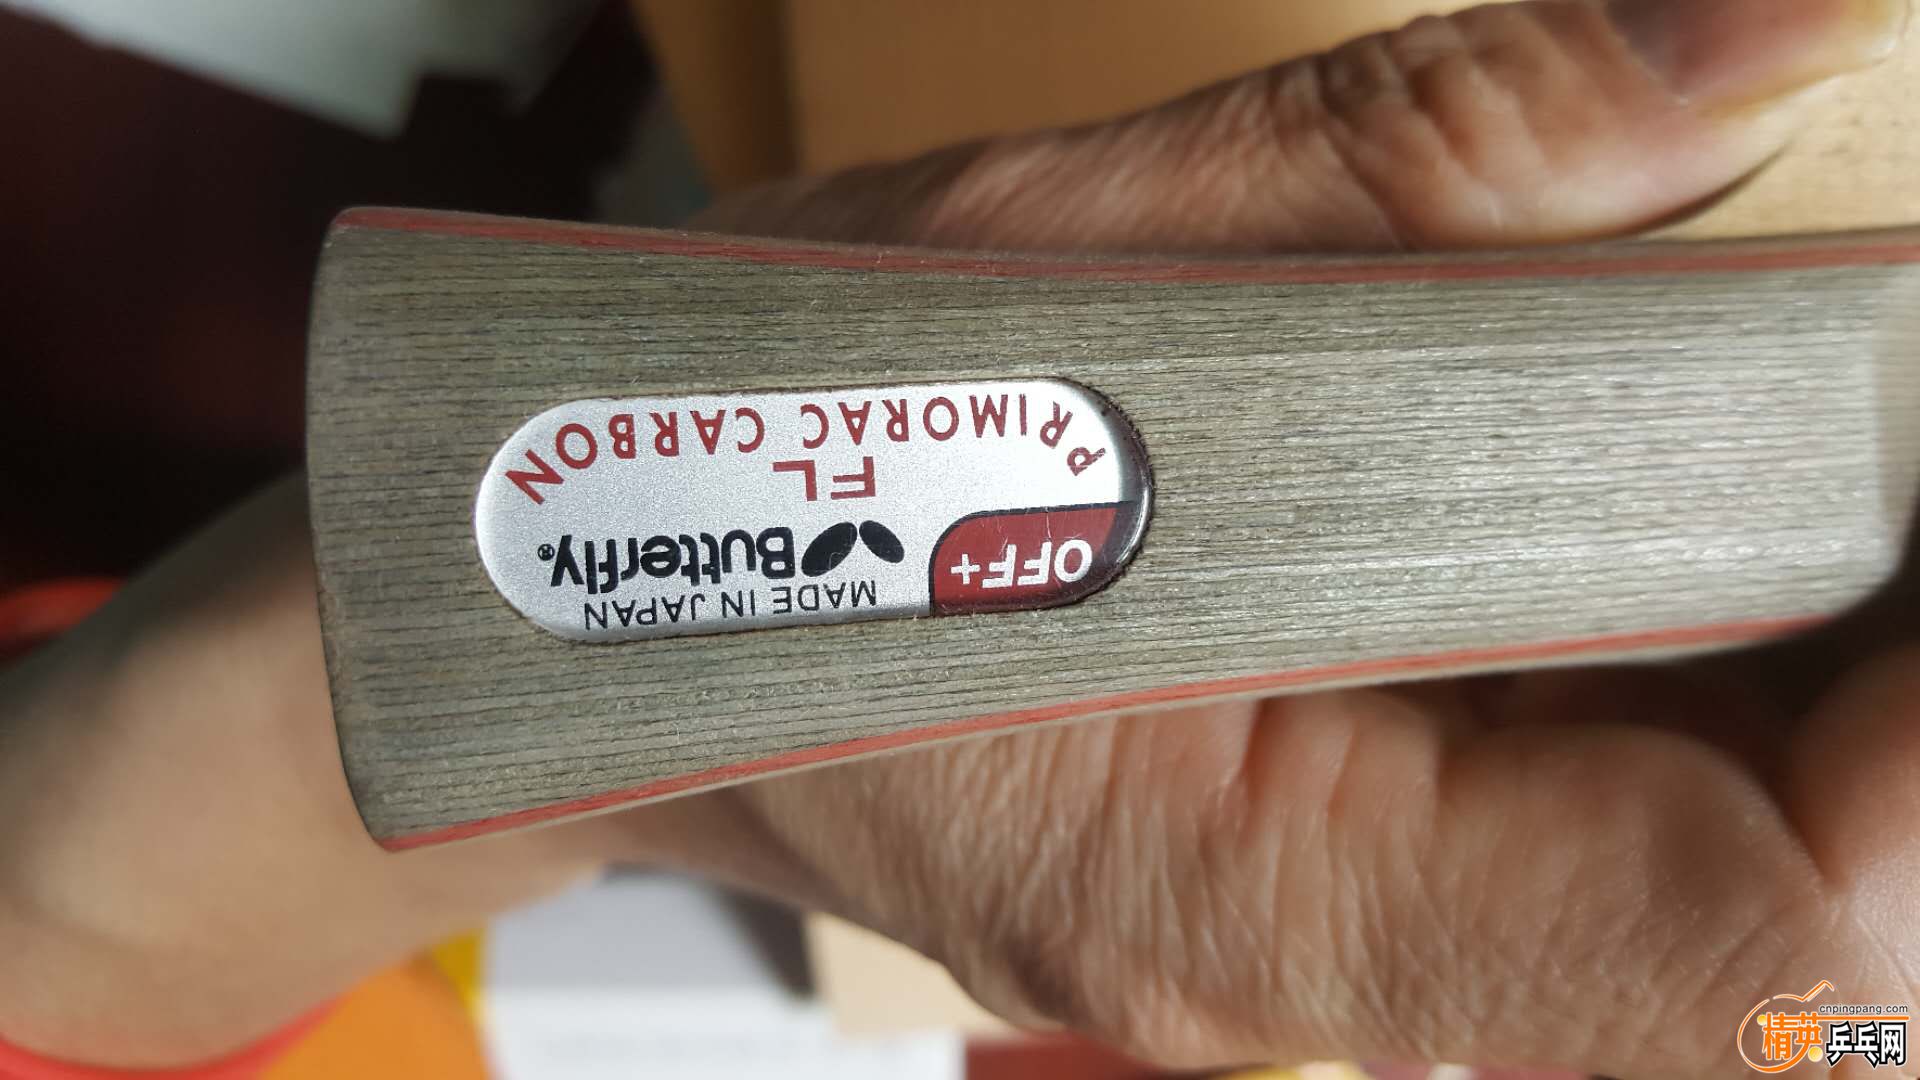 MADE IN JAPAN
Butterfly®
OFF+
FL
PRIMORAC CARBON
cnpingpang.com
精英乒乓网